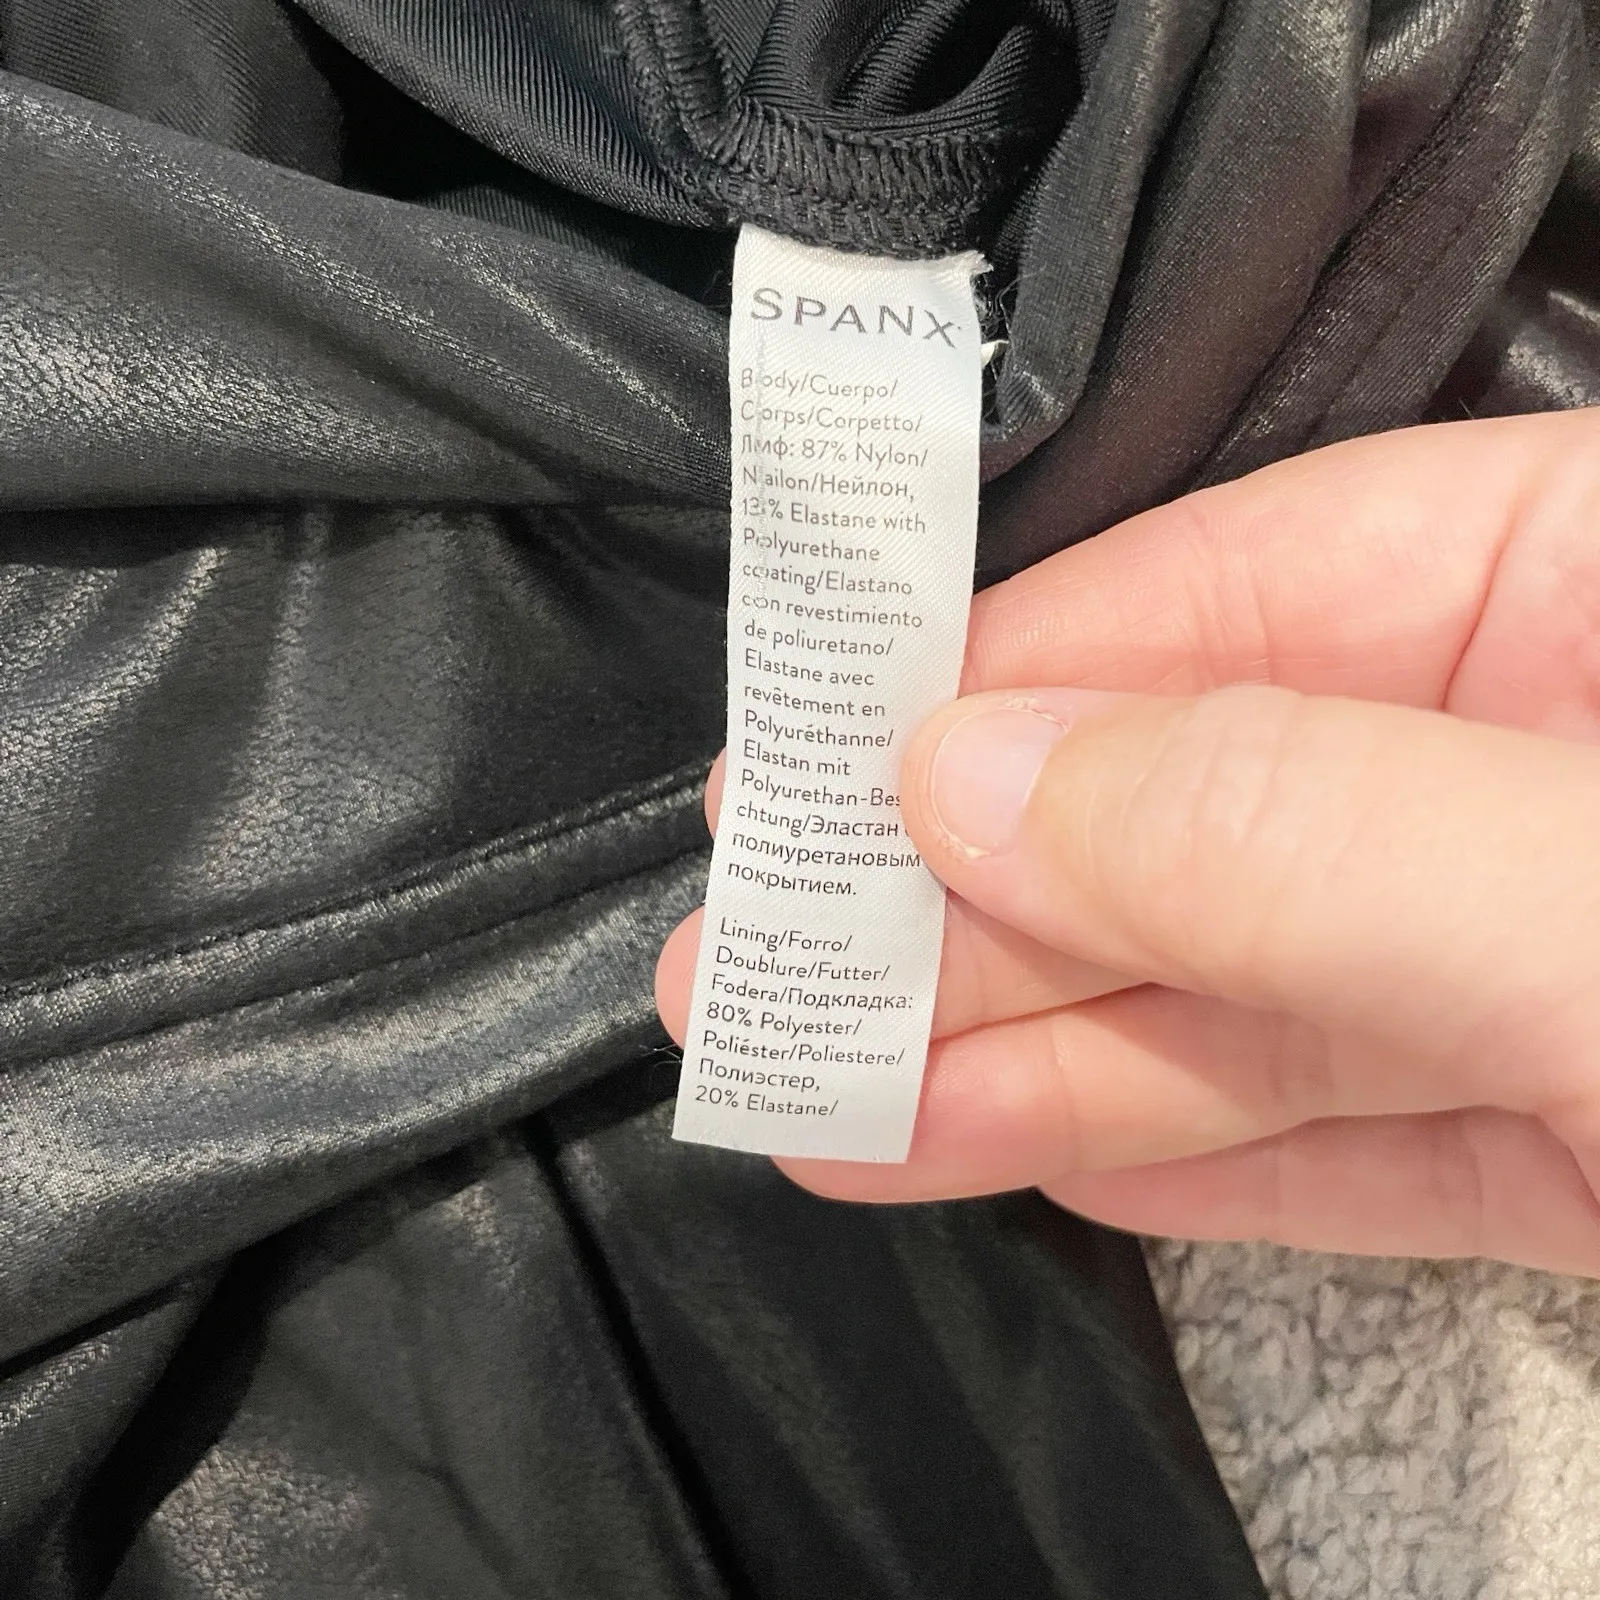 SPANX
Body/Cuerpo/
Corps/Corpetto/
Лиф: 87% Nylon/
Nailon/Нейлон,
13% Elastane with
Polyurethane
coating/Elastano
con revestimiento
de poliuretano/
Elastane avec
revêtement en
Polyuréthanne/
Elastan mit
Polyurethan-Bes
chtung/Эластан
полиуретановым
покрытием.
Lining/Forro/
Doublure/Futter/
Fodera/Подкладка:
80% Polyester/
Poliéster/Poliestere/
Полиэстер,
20% Elastane/